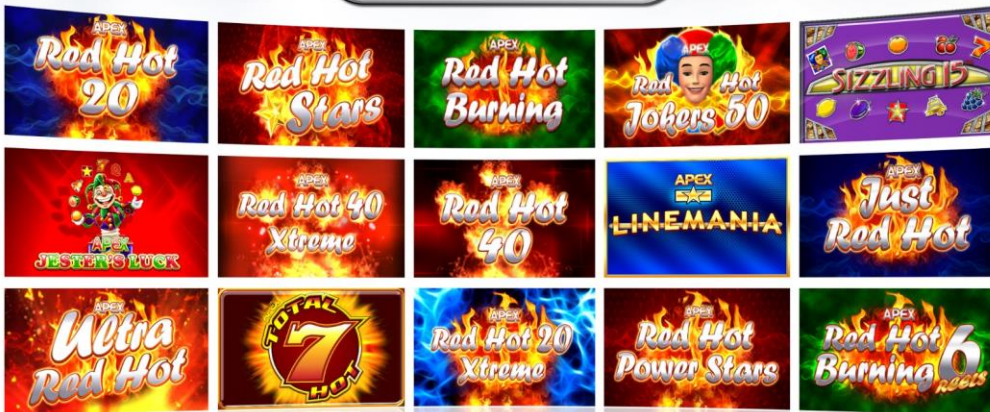 APEX
Red Hot
20
APEX
Red Hot
Stars
APEX
Red Hot
Burning
APEX
Red Hot
Jokers 50
7
SIZZLING 15
7 Q A
APEX
JESTER'S LUCK
APEX
Red Hot 40
Xtreme
APEX
Red Hot
40
APEX
LINEMANIA
APEX
Just
Red Hot
APEX
Ultra
Red Hot
TOTAL
7
HOT
APEX
Red Hot 20
Xtreme
APEX
Red Hot
Power Stars
APEX
Red Hot
Burning 6
REELS